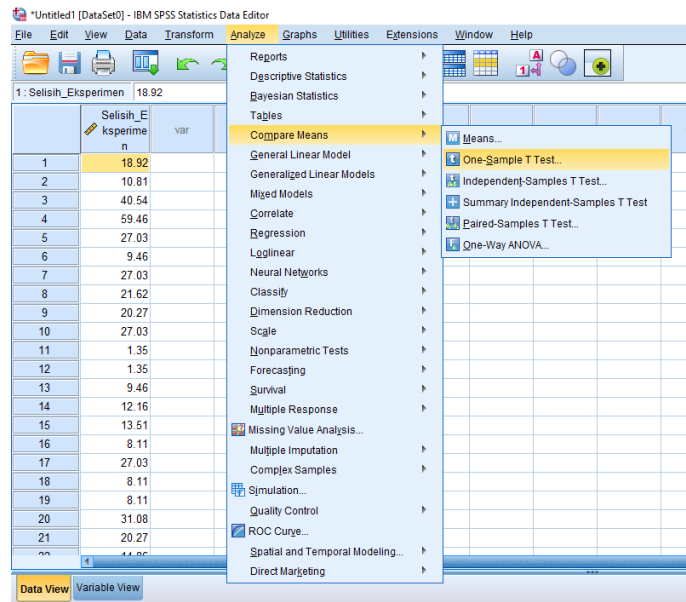 *Untitled1 [DataSet0] - IBM SPSS Statistics Data Editor
File Edit View Data Transform Analyze Graphs Utilities Extensions Window Help
1 : Selisih_Eksperimen 18.92
Selisih_E
ksperime
n
var
1 18.92
2 10.81
3 40.54
4 59.46
5 27.03
6 9.46
7 27.03
8 21.62
9 20.27
10 27.03
11 1.35
12 1.35
13 9.46
14 12.16
15 13.51
16 8.11
17 27.03
18 8.11
19 8.11
20 31.08
21 20.27
Reports
Descriptive Statistics
Bayesian Statistics
Tables
Compare Means
General Linear Model
Generalized Linear Models
Mixed Models
Correlate
Regression
Loglinear
Neural Networks
Classify
Dimension Reduction
Scale
Nonparametric Tests
Forecasting
Survival
Multiple Response
Missing Value Analysis...
Multiple Imputation
Complex Samples
Simulation...
Quality Control
ROC Curve...
Spatial and Temporal Modeling...
Direct Marketing
Means...
One-Sample T Test...
Independent-Samples T Test...
Summary Independent-Samples T Test
Paired-Samples T Test...
One-Way ANOVA...
Data View Variable View